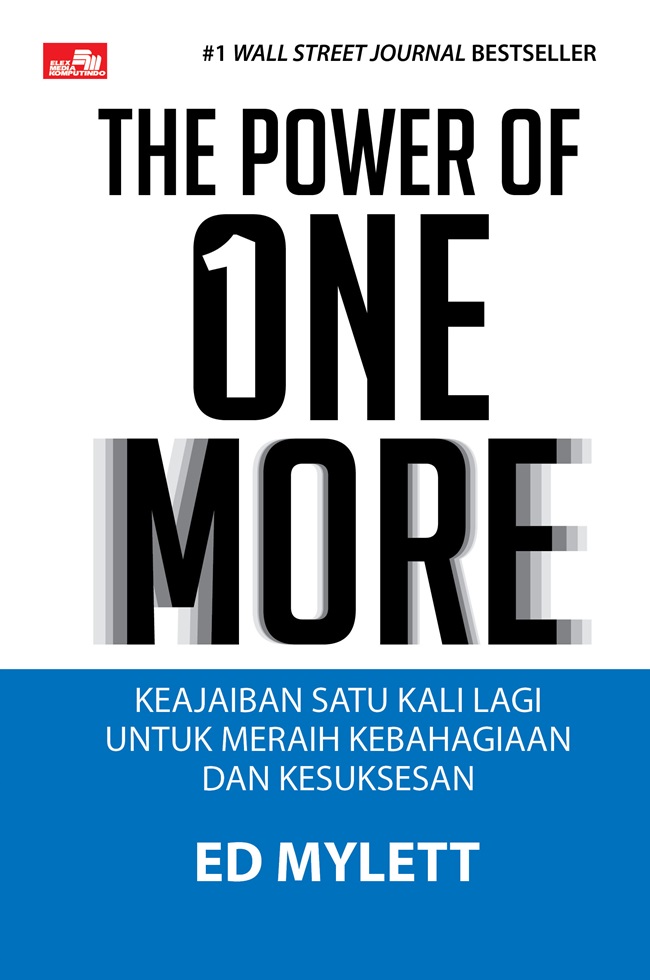 ELEX
MEDIA
KOMPUTINDO
#1 WALL STREET JOURNAL BESTSELLER
THE POWER OF
1
ONE
MORE
KEAJAIBAN SATU KALI LAGI
UNTUK MERAIH KEBAHAGIAAN
DAN KESUKSESAN
ED MYLETT